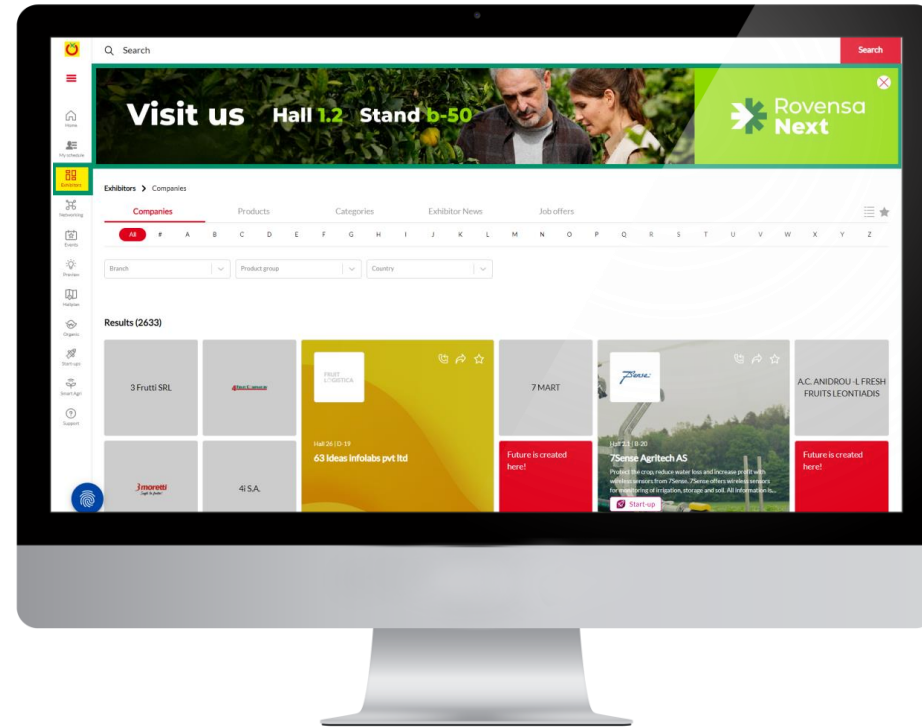 Search
Search
Home
My schedule
Exhibitors
Networking
Events
Preview
Hallplan
Organic
Start-ups
Smart Agri
Support
Visit us Hall 1.2 Stand b-50
Rovensa
Next
Exhibitors > Companies
Companies Products Categories Exhibitor News Job offers
All # A B C D E F G H I J K L M N O P Q R S T U V W X Y Z
Branch Product group Country
Results (2633)
3 Frutti SRL
FRUIT
LOGISTICA
Hall 26 | D-19
63 Ideas infolabs pvt ltd
7 MART
7Sense
Hall 2.1 | B-20
7Sense Agritech AS
Protect the crop, reduce water loss and increase profit with
wireless sensors from 7Sense. 7Sense offers wireless sensors
for monitoring of irrigation, storage and soil. All information is...
Start-up
A.C. ANIDROU -L FRESH
FRUITS LEONTIADIS
3moretti
4i S.A.
Future is created
here!
Future is created
here!